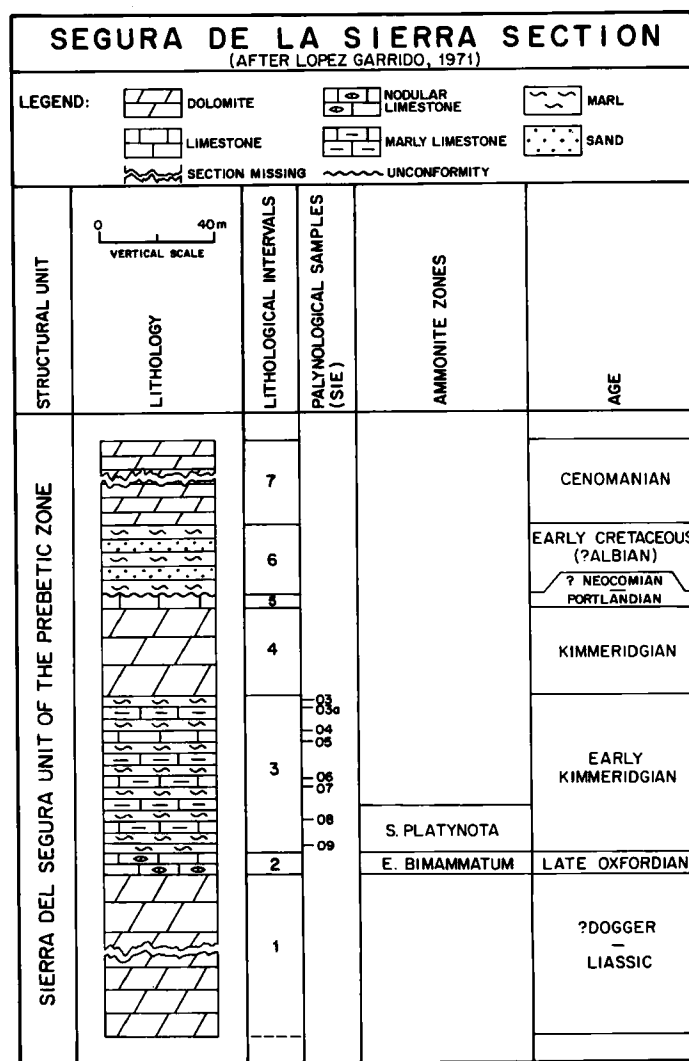 SEGURA DE LA SIERRA SECTION
(AFTER LOPEZ GARRIDO, 1971)
LEGEND:
DOLOMITE
NODULAR
LIMESTONE
MARL
LIMESTONE
MARLY LIMESTONE
SAND
SECTION MISSING
UNCONFORMITY
STRUCTURAL UNIT
0 40m
VERTICAL SCALE
LITHOLOGY
LITHOLOGICAL INTERVALS
PALYNOLOGICAL SAMPLES
(SIE)
AMMONITE ZONES
AGE
SIERRA DEL SEGURA UNIT OF THE PREBETIC ZONE
7
CENOMANIAN
6
EARLY CRETACEOUS
(?ALBIAN)
? NEOCOMIAN
–
5
PORTLANDIAN
4
KIMMERIDGIAN
03
03a
04
05
3
EARLY
KIMMERIDGIAN
06
07
08
S. PLATYNOTA
09
2
E. BIMAMMATUM
LATE OXFORDIAN
1
?DOGGER
–
LIASSIC